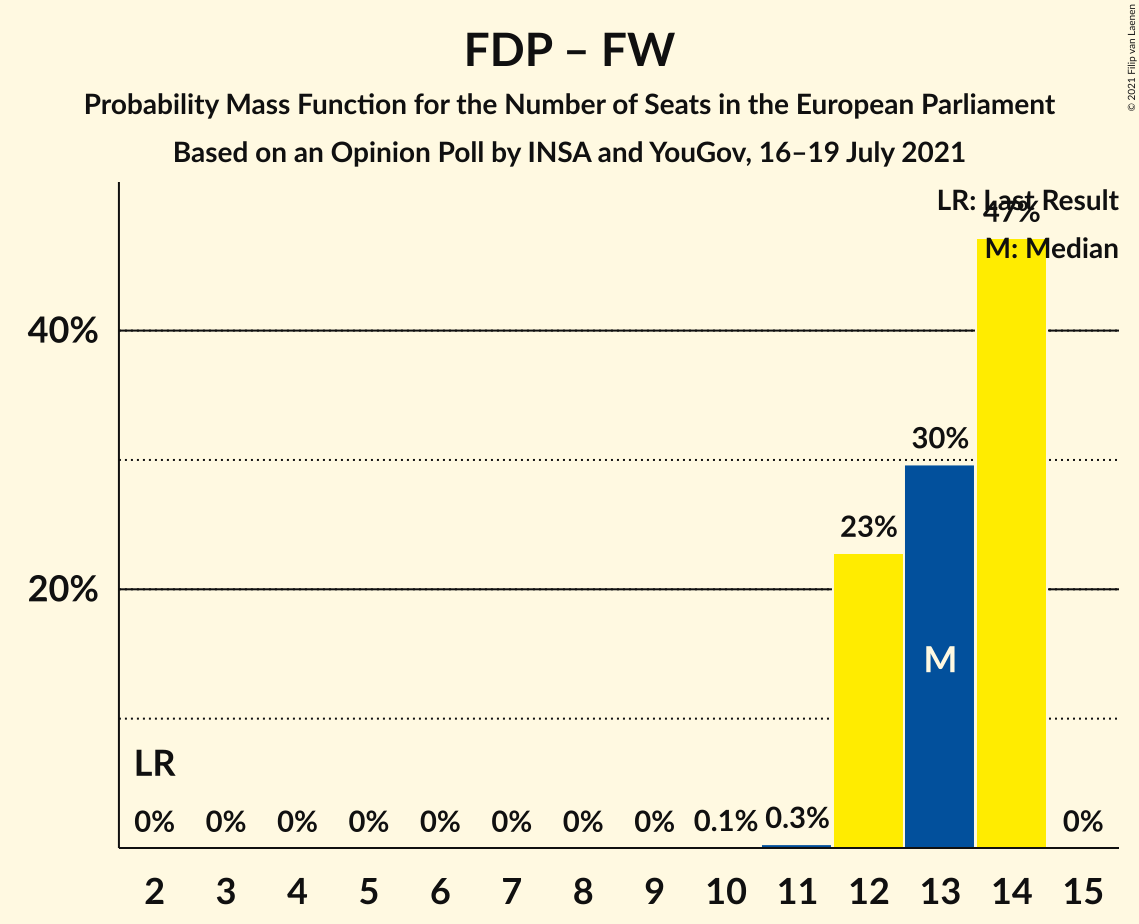 FDP – FW
Probability Mass Function for the Number of Seats in the European Parliament
Based on an Opinion Poll by INSA and YouGov, 16–19 July 2021
© 2021 Filip van Laenen
LR: Last Result
M: Median
47%
40%
30%
23%
20%
M
LR
0% 0% 0% 0% 0% 0% 0% 0% 0.1% 0.3% 0%
2 3 4 5 6 7 8 9 10 11 12 13 14 15